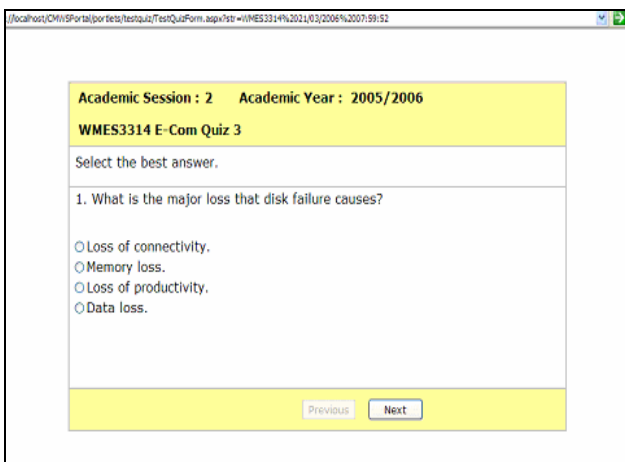 //localhost/CMWSPortal/portlets/testquiz/TestQuizForm.aspx?str=WMES3314%2021/03/2006%2007:59:52
Academic Session : 2 Academic Year : 2005/2006
WMES3314 E-Com Quiz 3
Select the best answer.
1. What is the major loss that disk failure causes?
Loss of connectivity.
Memory loss.
Loss of productivity.
Data loss.
Previous Next